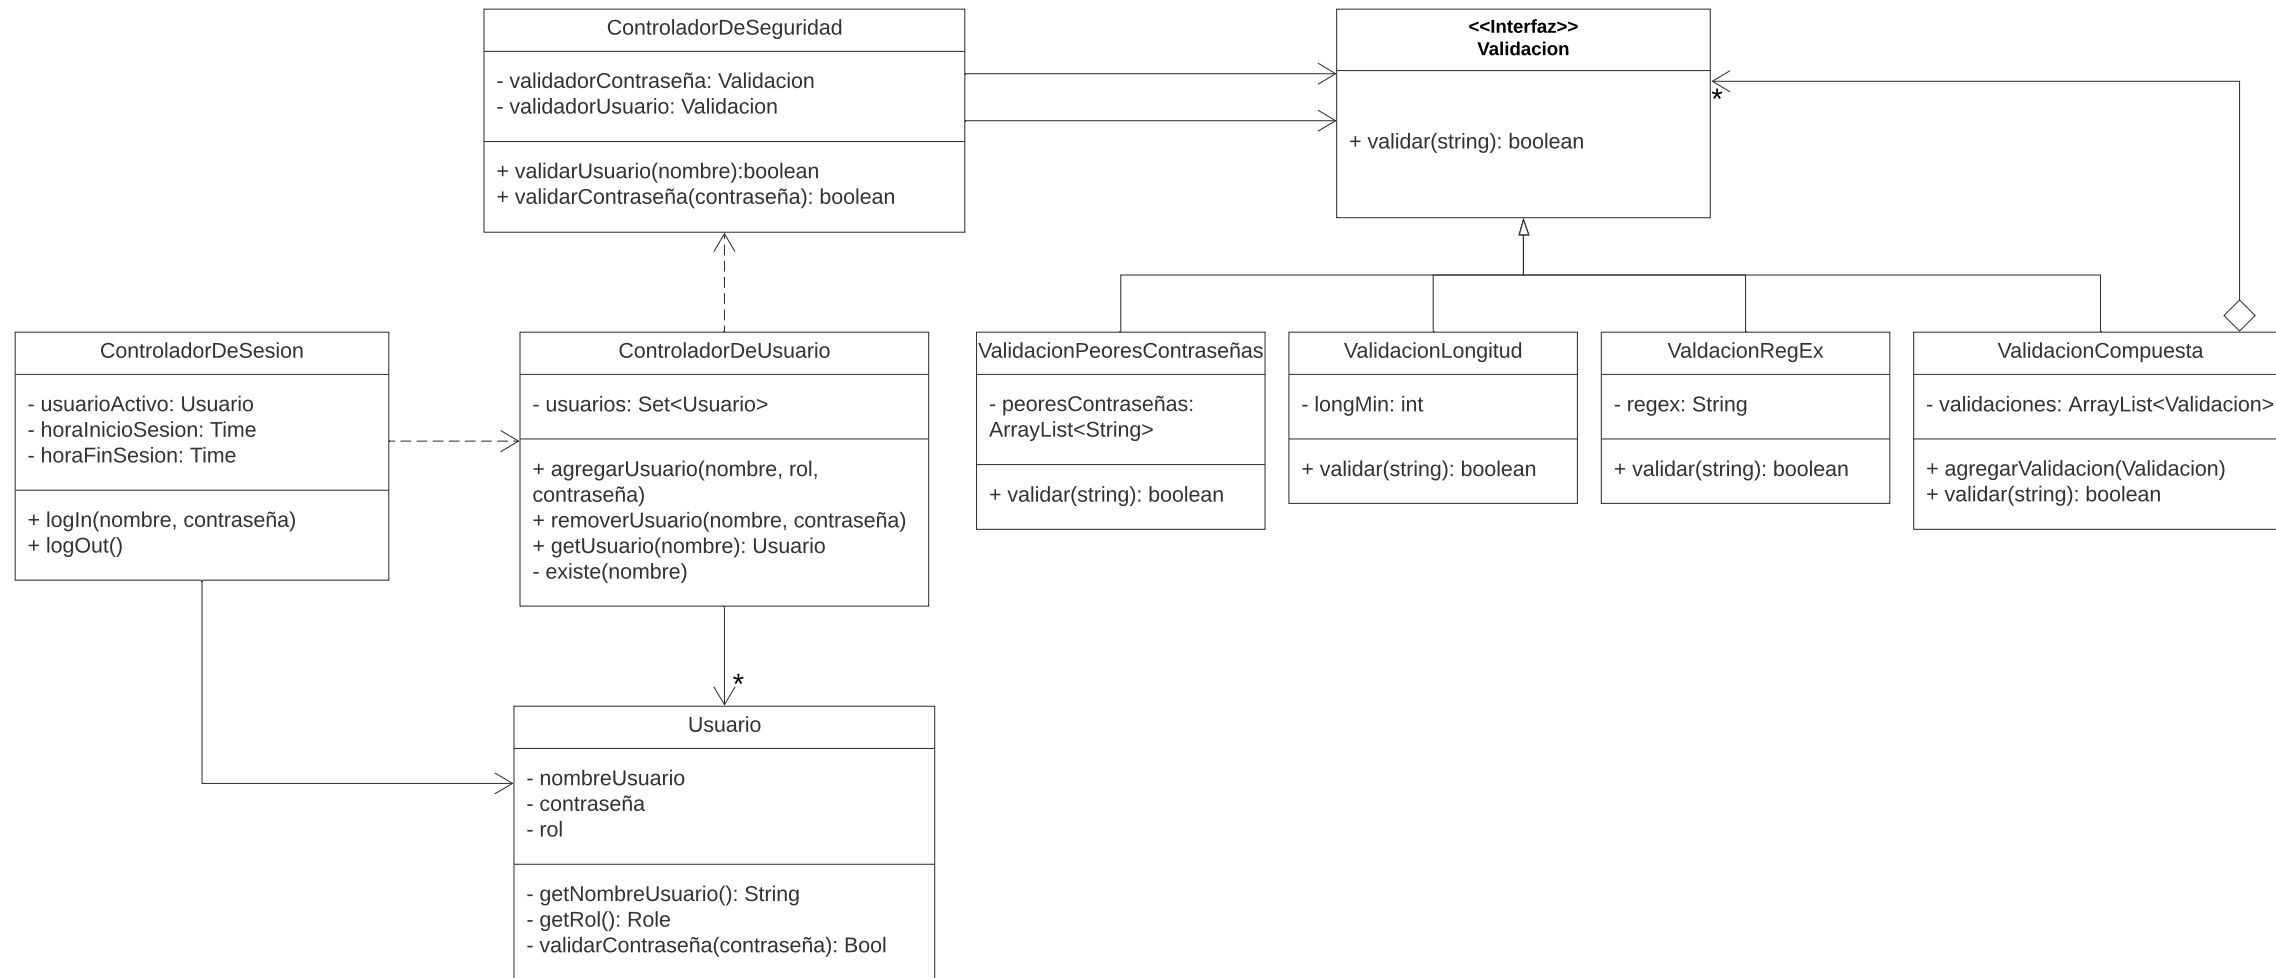 ControladorDeSeguridad
- validadorContraseña: Validacion
- validadorUsuario: Validacion
+ validarUsuario(nombre):boolean
+ validarContraseña(contraseña): boolean
<<Interfaz>>
Validacion
+ validar(string): boolean
*
ControladorDeSesion
- usuarioActivo: Usuario
- horaInicioSesion: Time
- horaFinSesion: Time
+ logIn(nombre, contraseña)
+ logOut()
ControladorDeUsuario
- usuarios: Set<Usuario>
+ agregarUsuario(nombre, rol,
contraseña)
+ removerUsuario(nombre, contraseña)
+ getUsuario(nombre): Usuario
- existe(nombre)
ValidacionPeoresContraseñas
- peoresContraseñas:
ArrayList<String>
+ validar(string): boolean
ValidacionLongitud
- longMin: int
+ validar(string): boolean
ValdacionRegEx
- regex: String
+ validar(string): boolean
ValidacionCompuesta
- validaciones: ArrayList<Validacion>
+ agregarValidacion(Validacion)
+ validar(string): boolean
*
Usuario
- nombreUsuario
- contraseña
- rol
- getNombreUsuario(): String
- getRol(): Role
- validarContraseña(contraseña): Bool